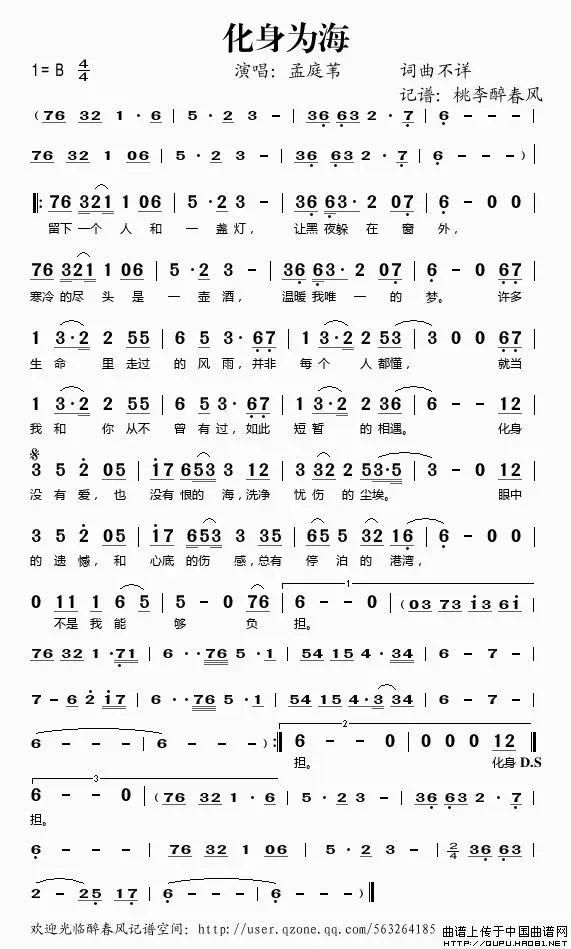 化身为海
1= B 4/4 演唱：孟庭苇 词曲不详
记谱：桃李醉春风
( 76 32 1 · 6 | 5 · 2 3 - | 36 63 2 · 7 | 6 - - - |
76 32 1 06 | 5 · 2 3 - | 36 63 2 · 7 | 6 - - - ) |
‖: 76 321 1 06 | 5 · 23 - | 36 63 · 2 07 | 6 - 0 0 |
留下 一个 人 和 一 盏 灯， 让黑 夜躲 在 窗 外，
76 321 1 06 | 5 · 2 3 - | 36 63 · 2 07 | 6 - 0 67 |
寒冷 的尽 头 是 一 壶 酒， 温暖 我唯 一 的 梦。 许多
1 3·2 2 55 | 6 5 3 · 67 | 1 3·2 2 53 | 3 0 0 67 |
生 命 里 走过 的 风 雨，并非 每 个 人 都懂， 就当
1 3·2 2 55 | 6 5 3 · 67 | 1 3·2 2 36 | 6 - - 12 |
我 和 你 从不 曾 有 过，如此 短 暂 的 相遇。 化身
3 5 2 05 | 17 653 3 12 | 3 332 2 53·5 | 3 - 0 12 |
没 有 爱，也 没有 恨的 海，洗净 忧 伤 的 尘埃。 眼中
3 5 2 05 | 17 653 3 35 | 65 5 32 16 | 6 - 0 0 |
的 遗 憾，和 心底 的伤 感，总有 停 泊 的 港湾，
0 11 1 6 5 | 5 - 0 76 | 1 6 - - 0 | ( 03 73 13 61 |
不是 我 能 够 负 担。
76 32 1 · 71 | 6 · · 76 5 · 1 | 54 15 4 · 34 | 6 - 7 - |
7 - 6 2 17 | 6 · · 76 5 · 1 | 54 15 4·3 34 | 6 - 7 - |
6 - - - | 6 - - - ) :‖ 2 6 - - 0 | 0 0 0 12 ‖
担。 化身 D.S
3
6 - - 0 | ( 76 32 1 · 6 | 5 · 2 3 - | 36 63 2 · 7 |
担。
6 - - - | 76 32 1 06 | 5 · 2 3 - | 2/4 36 63 |
2 - 25 17 | 6 - - - | 6 - - - ) ‖
欢迎光临醉春风记谱空间：http://user.qzone.qq.com/563264185
曲谱上传于中国曲谱网
http://QUPU.HAO81.NET